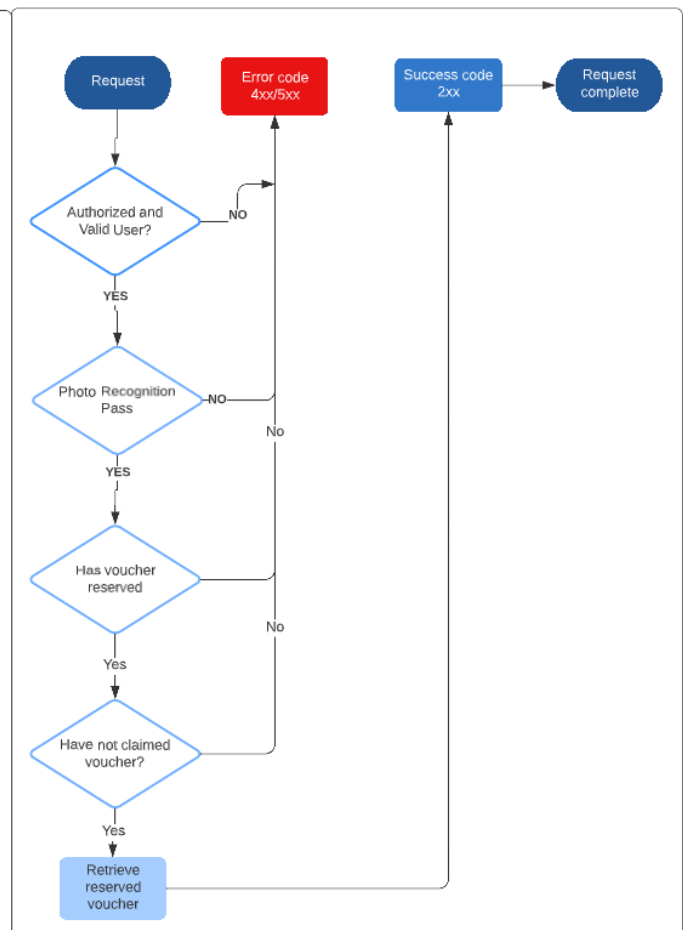 Request
Error code
4xx/5xx
Success code
2xx
Request
complete
Authorized and
Valid User?
NO
YES
Photo Recognition
Pass
NO
No
YES
Has voucher
reserved
No
Yes
Have not claimed
voucher?
Yes
Retrieve
reserved
voucher